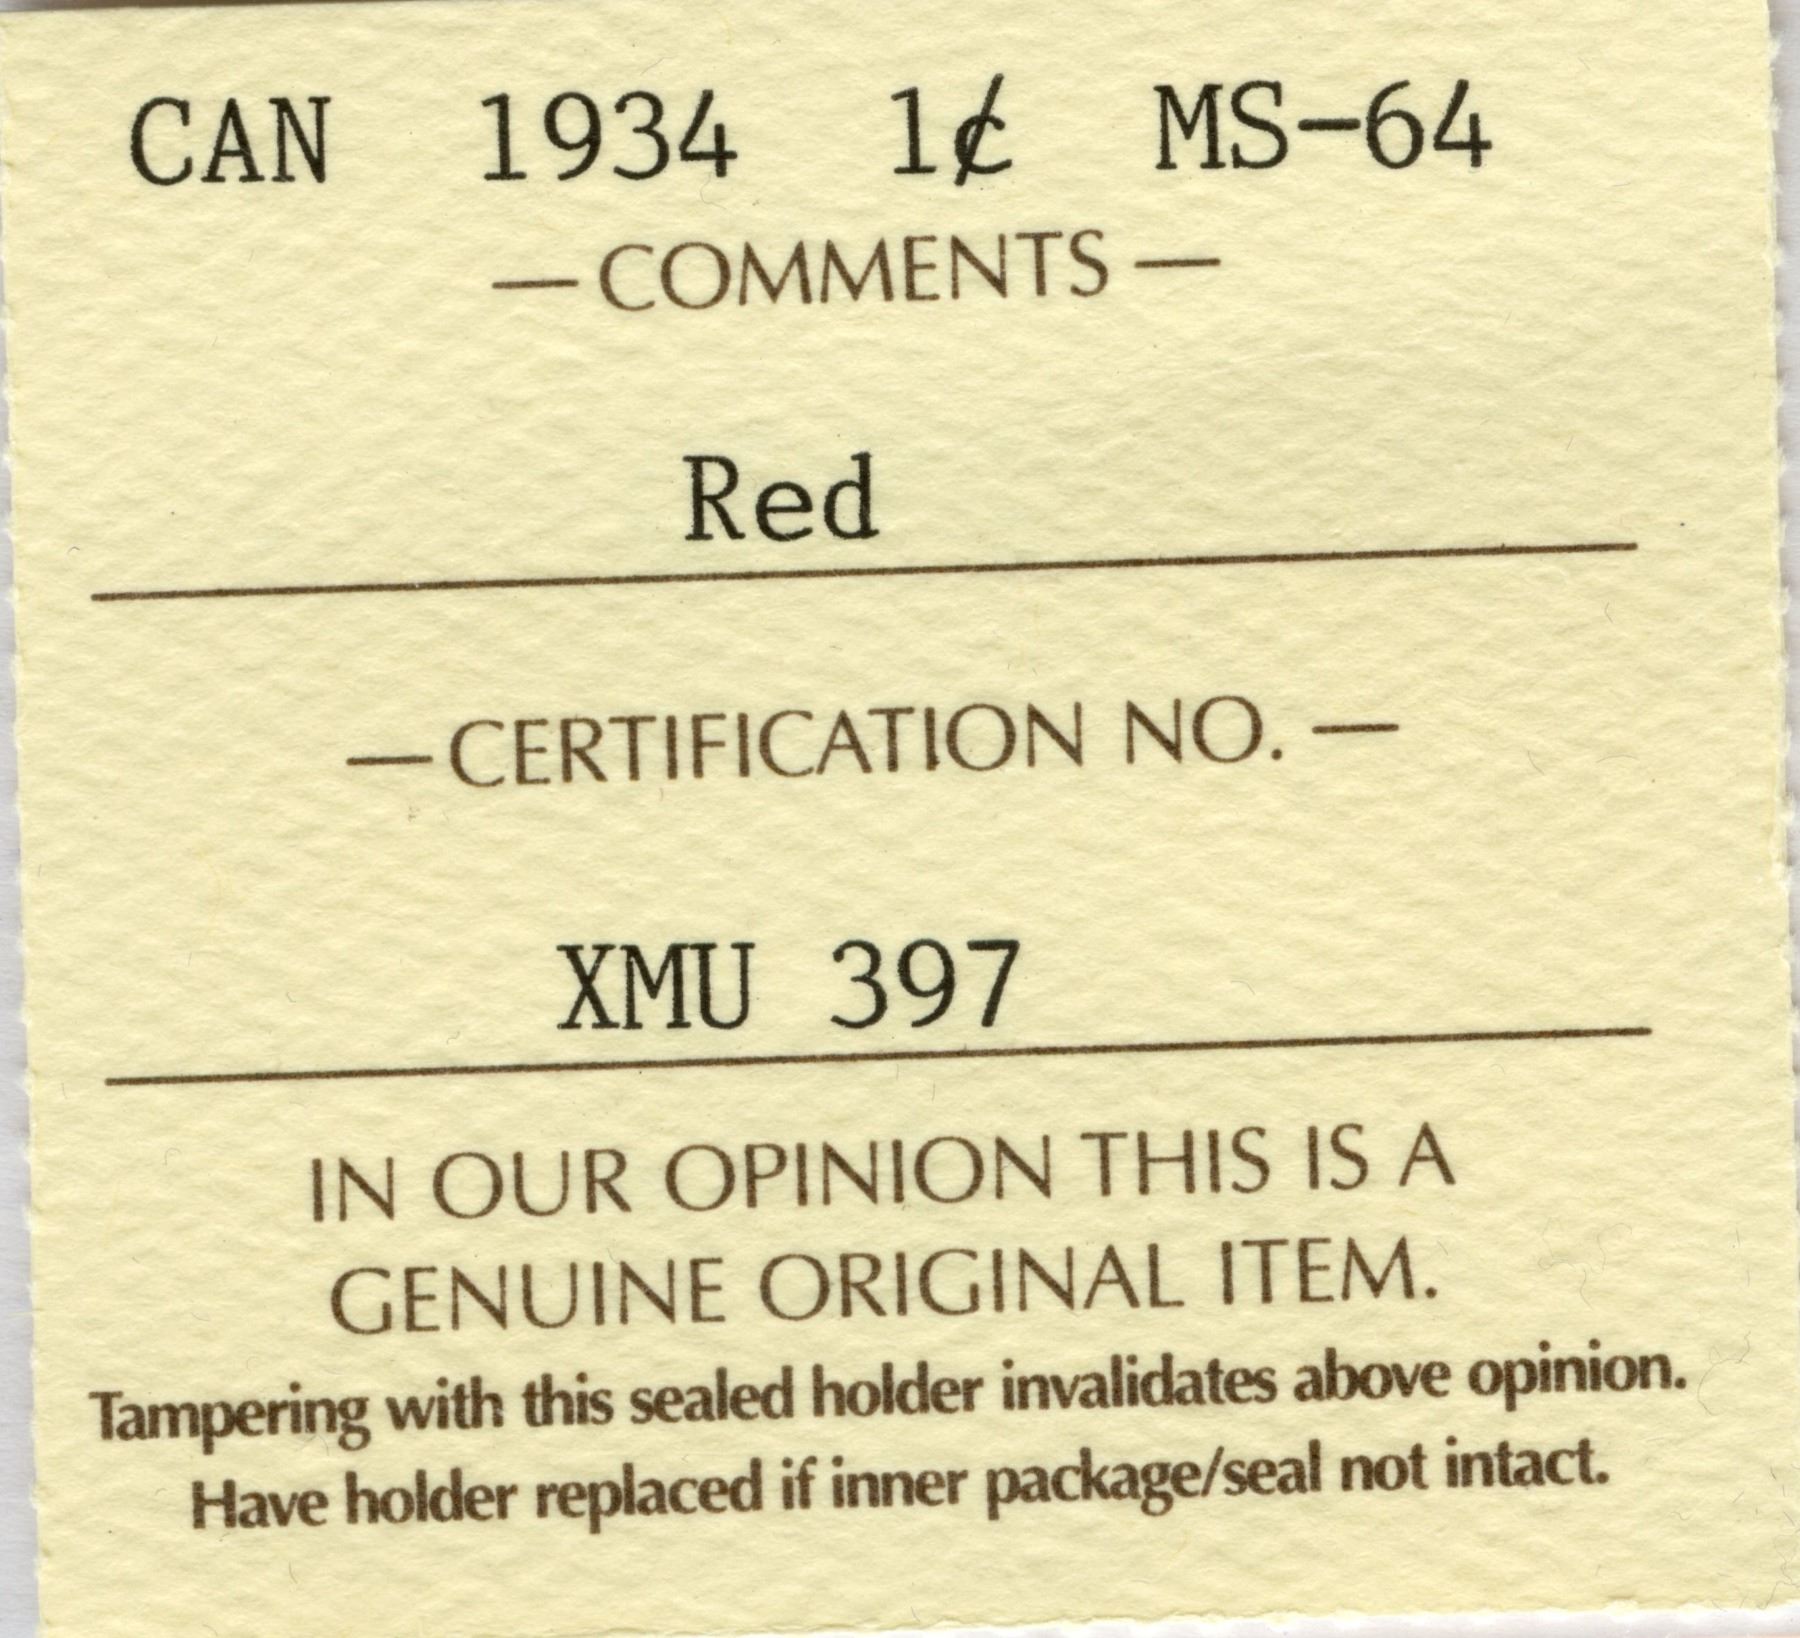 CAN 1934 1¢ MS-64
— COMMENTS —
Red
— CERTIFICATION NO. —
XMU 397
IN OUR OPINION THIS IS A
GENUINE ORIGINAL ITEM.
Tampering with this sealed holder invalidates above opinion.
Have holder replaced if inner package/seal not intact.